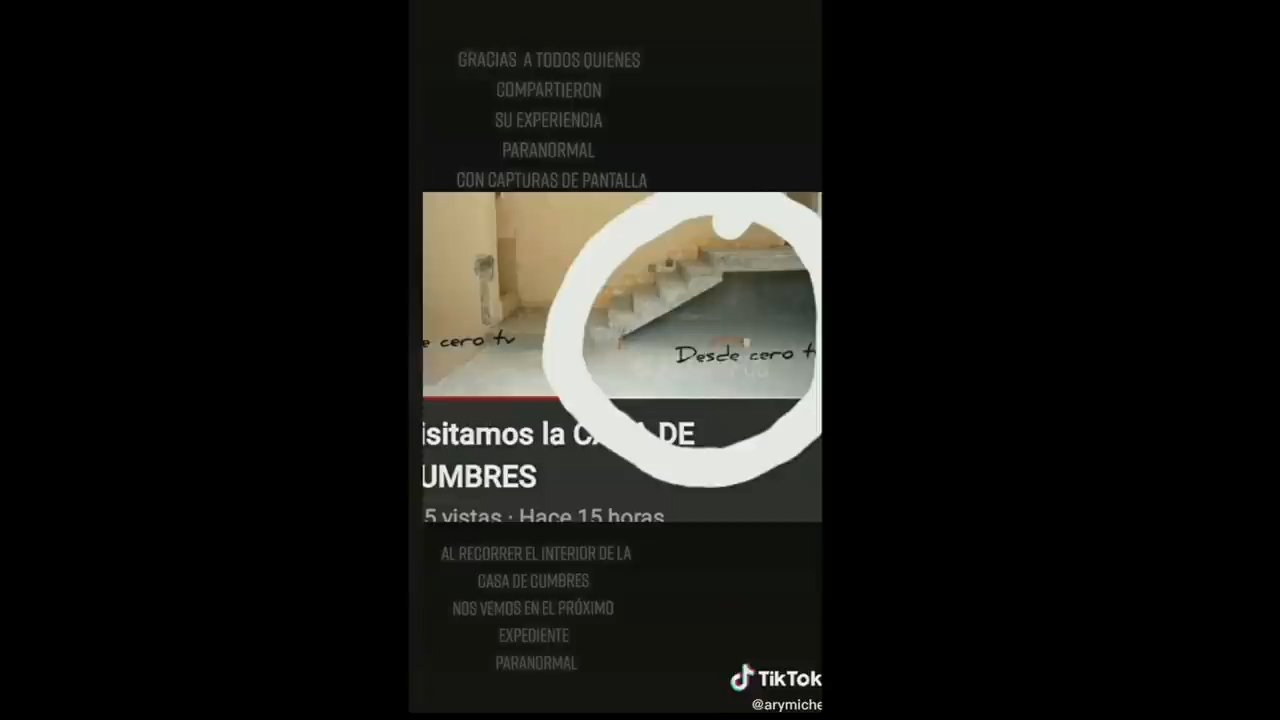 GRACIAS A TODOS QUIENES
COMPARTIERON
SU EXPERIENCIA
PARANORMAL
CON CAPTURAS DE PANTALLA
e cero tv
Desde cero t
isitamos la DE
UMBRES
5 vistas · Hace 15 horas
AL RECORRER EL INTERIOR DE LA
CASA DE CUMBRES
NOS VEMOS EN EL PRÓXIMO
EXPEDIENTE
PARANORMAL
TikTok
@arymiche